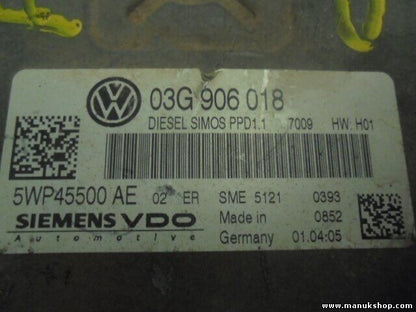 03G 906 018
DIESEL SIMOS PPD1.1 7009 HW H01
5WP45500 AE 02 ER SME 5121 0393
SIEMENS VDO Made in 0852
Automotive Germany 01.04:05
www.manukshop.com